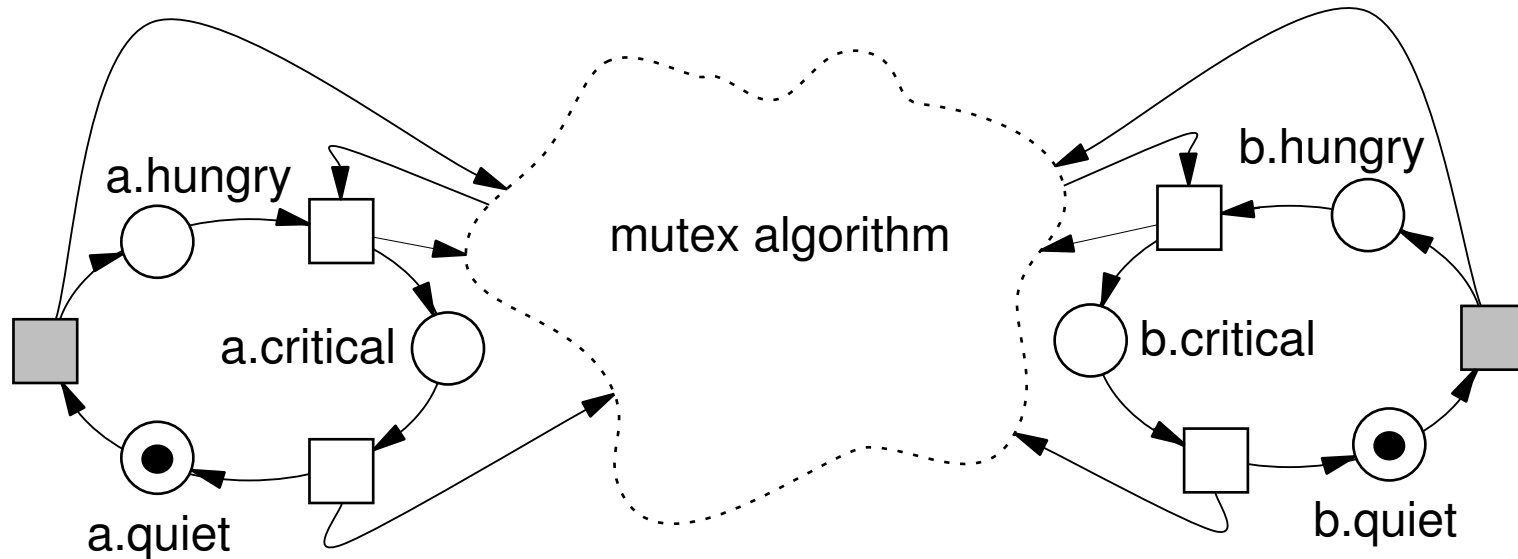 b.hungry
a.hungry
mutex algorithm
a.critical
b.critical
a.quiet
b.quiet